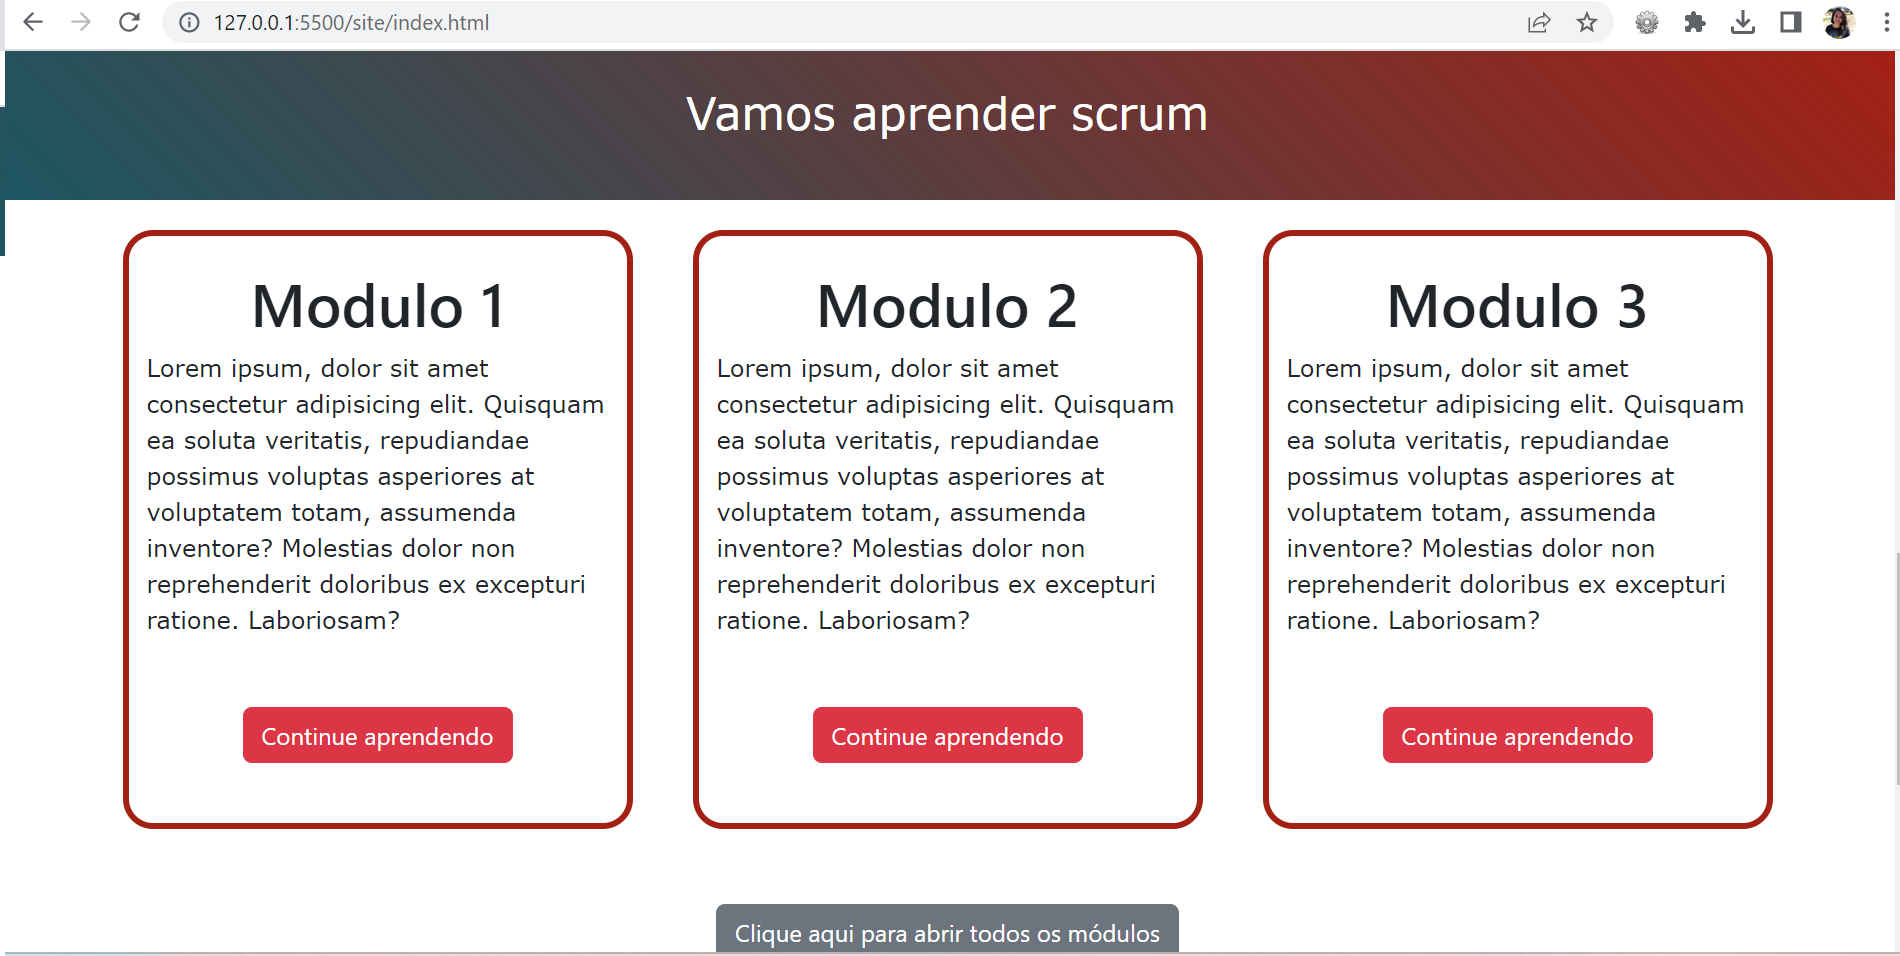 127.0.0.1:5500/site/index.html
Vamos aprender scrum
Modulo 1
Lorem ipsum, dolor sit amet
consectetur adipisicing elit. Quisquam
ea soluta veritatis, repudiandae
possimus voluptas asperiores at
voluptatem totam, assumenda
inventore? Molestias dolor non
reprehenderit doloribus ex excepturi
ratione. Laboriosam?
Continue aprendendo
Modulo 2
Lorem ipsum, dolor sit amet
consectetur adipisicing elit. Quisquam
ea soluta veritatis, repudiandae
possimus voluptas asperiores at
voluptatem totam, assumenda
inventore? Molestias dolor non
reprehenderit doloribus ex excepturi
ratione. Laboriosam?
Continue aprendendo
Modulo 3
Lorem ipsum, dolor sit amet
consectetur adipisicing elit. Quisquam
ea soluta veritatis, repudiandae
possimus voluptas asperiores at
voluptatem totam, assumenda
inventore? Molestias dolor non
reprehenderit doloribus ex excepturi
ratione. Laboriosam?
Continue aprendendo
Clique aqui para abrir todos os módulos